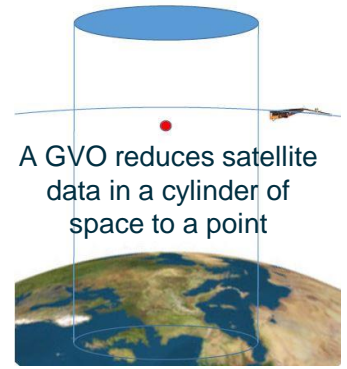 A GVO reduces satellite
data in a cylinder of
space to a point